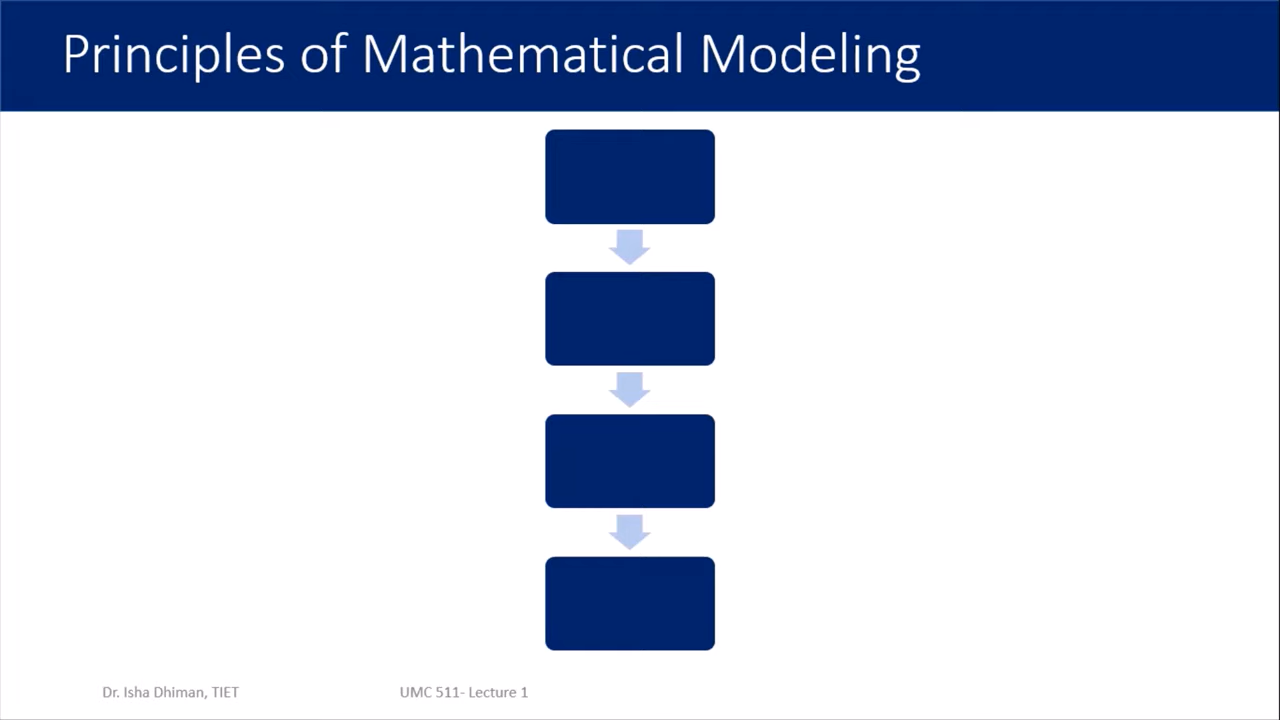 Principles of Mathematical Modeling
Dr. Isha Dhiman, TIET
UMC 511- Lecture 1